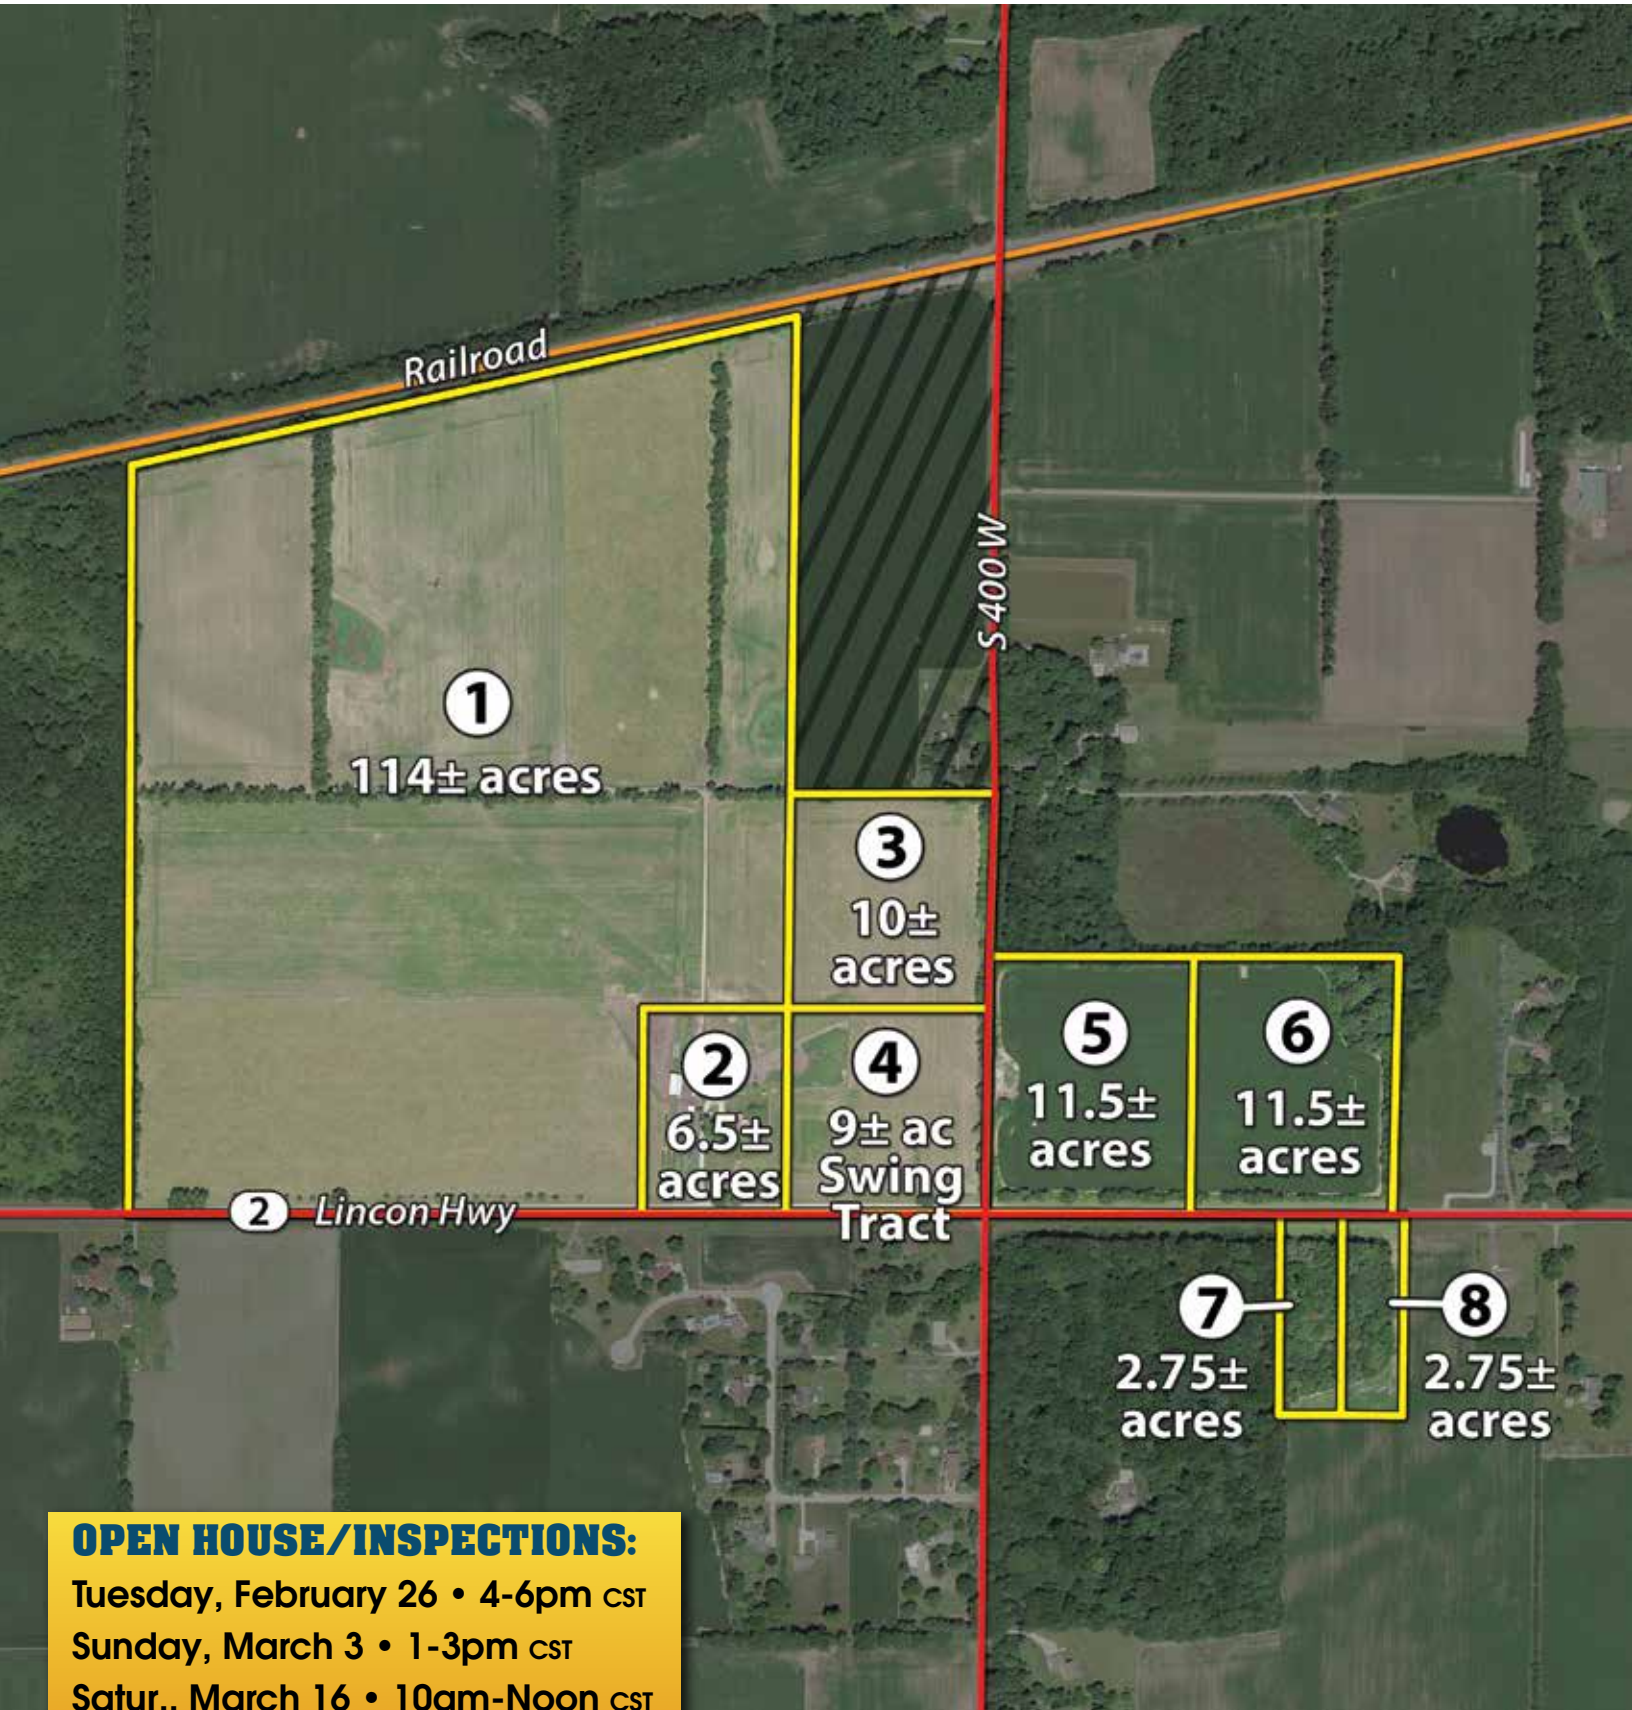 Railroad
S 400 W
1
114± acres
3
10±
acres
2
6.5±
acres
4
9± ac
Swing
Tract
5
11.5±
acres
6
11.5±
acres
2 Lincon Hwy
7
2.75±
acres
8
2.75±
acres
OPEN HOUSE/INSPECTIONS:
Tuesday, February 26 • 4-6pm CST
Sunday, March 3 • 1-3pm CST
Satur., March 16 • 10am-Noon CST